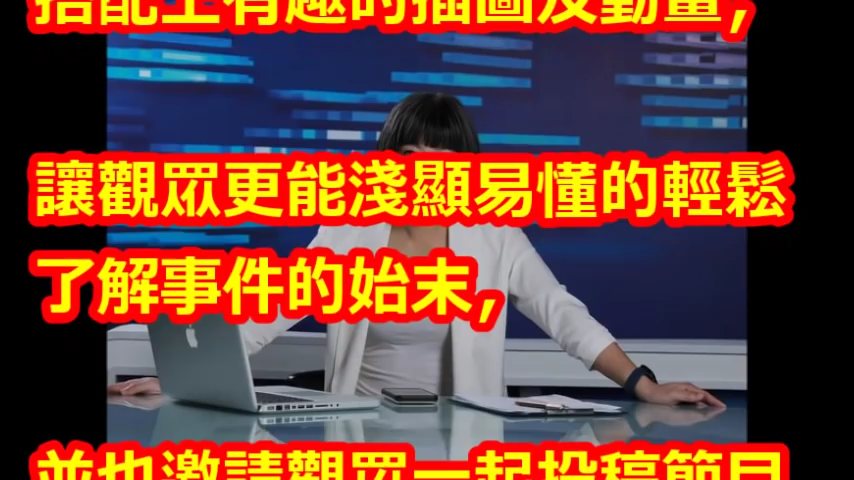 搭配上有趣的插圖及動畫,
讓觀眾更能淺顯易懂的輕鬆
了解事件的始末,
並也邀請觀眾一起投稿節目